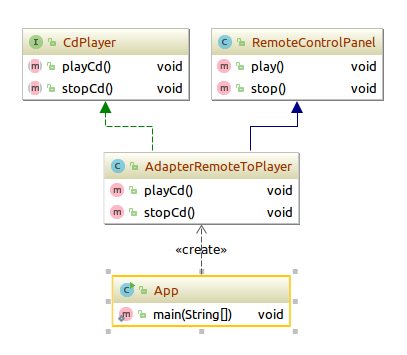 CdPlayer
playCd() void
stopCd() void
RemoteControlPanel
play() void
stop() void
AdapterRemoteToPlayer
playCd() void
stopCd() void
«create»
App
main(String[]) void